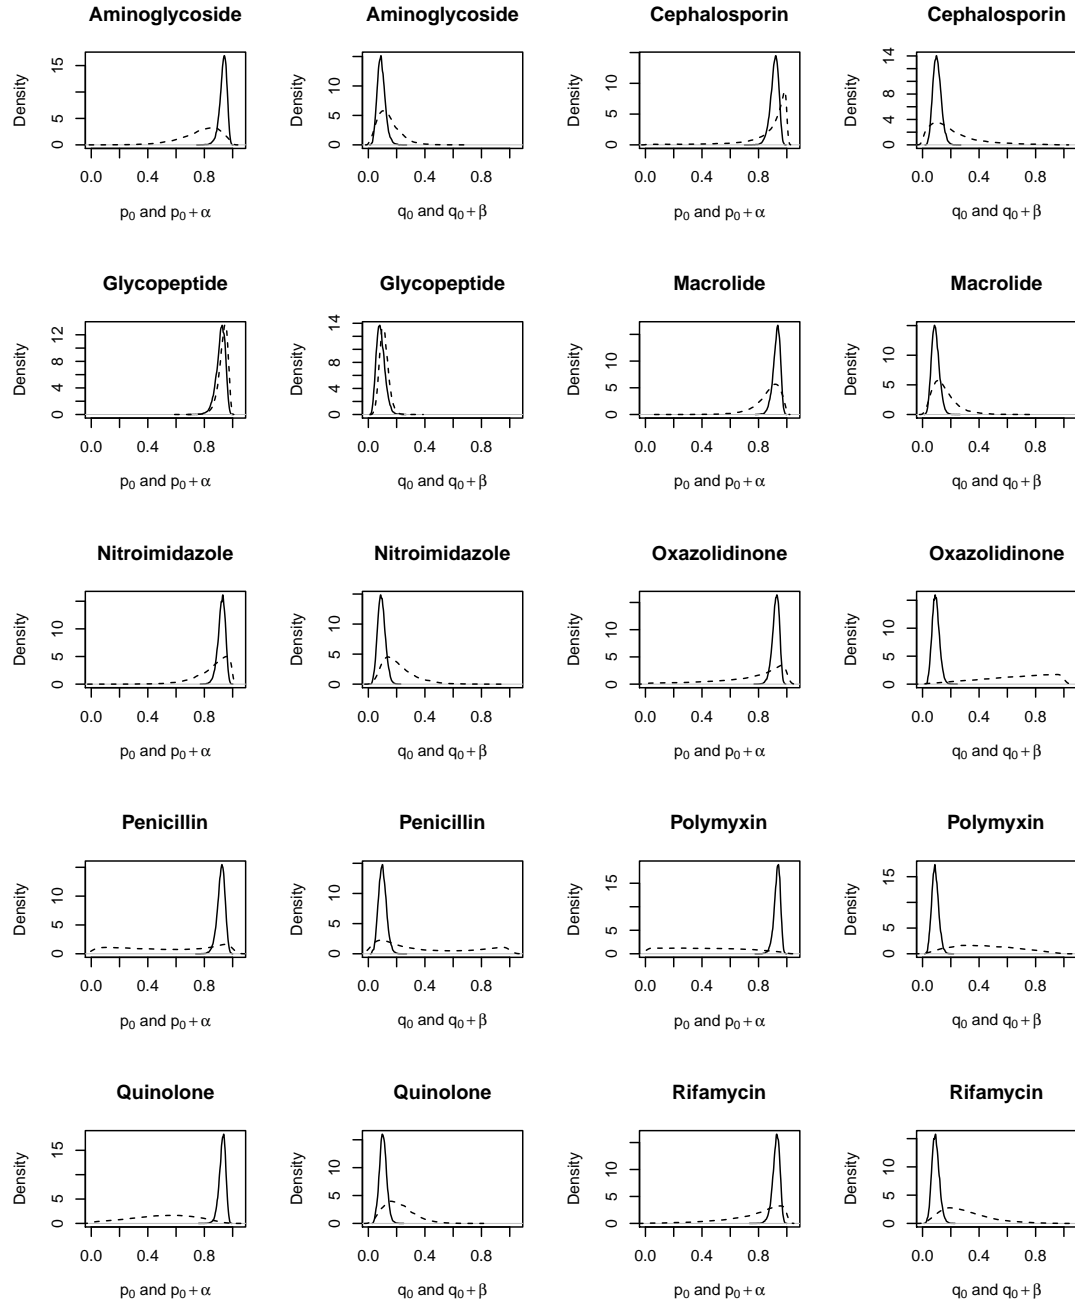 Aminoglycoside
Density
0 5 15
0.0 0.4 0.8
p₀ and p₀ + α
Aminoglycoside
Density
0 5 10
0.0 0.4 0.8
q₀ and q₀ + β
Cephalosporin
Density
0 5 10
0.0 0.4 0.8
p₀ and p₀ + α
Cephalosporin
Density
0 4 8
0.0 0.4 0.8
q₀ and q₀ + β
Glycopeptide
Density
0 4 8 12
0.0 0.4 0.8
p₀ and p₀ + α
Glycopeptide
Density
0 4 8 14
0.0 0.4 0.8
q₀ and q₀ + β
Macrolide
Density
0 5 10
0.0 0.4 0.8
p₀ and p₀ + α
Macrolide
Density
0 5 10
0.0 0.4 0.8
q₀ and q₀ + β
Nitroimidazole
Density
0 5 10
0.0 0.4 0.8
p₀ and p₀ + α
Nitroimidazole
Density
0 5 10
0.0 0.4 0.8
q₀ and q₀ + β
Oxazolidinone
Density
0 5 10
0.0 0.4 0.8
p₀ and p₀ + α
Oxazolidinone
Density
0 5 10
0.0 0.4 0.8
q₀ and q₀ + β
Penicillin
Density
0 5 10
0.0 0.4 0.8
p₀ and p₀ + α
Penicillin
Density
0 5 10
0.0 0.4 0.8
q₀ and q₀ + β
Polymyxin
Density
0 5 15
0.0 0.4 0.8
p₀ and p₀ + α
Polymyxin
Density
0 5 15
0.0 0.4 0.8
q₀ and q₀ + β
Quinolone
Density
0 5 15
0.0 0.4 0.8
p₀ and p₀ + α
Quinolone
Density
0 5 10
0.0 0.4 0.8
q₀ and q₀ + β
Rifamycin
Density
0 5 10
0.0 0.4 0.8
p₀ and p₀ + α
Rifamycin
Density
0 5 10
0.0 0.4 0.8
q₀ and q₀ + β